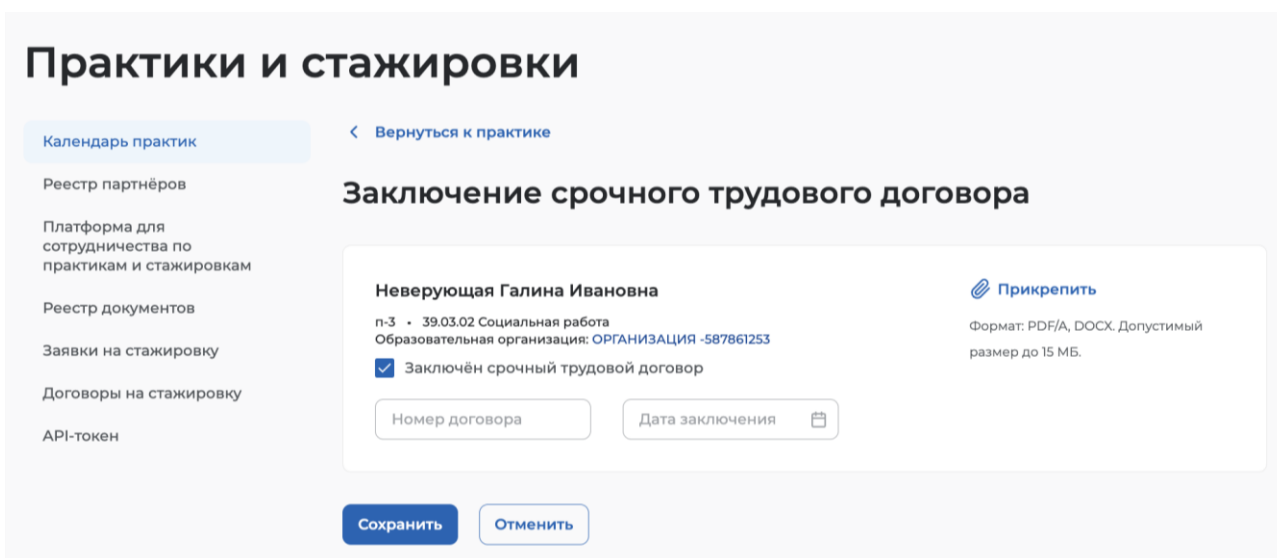 Практики и стажировки
Календарь практик
Реестр партнёров
Платформа для
сотрудничества по
практикам и стажировкам
Реестр документов
Заявки на стажировку
Договоры на стажировку
API-токен
Вернуться к практике
Заключение срочного трудового договора
Неверующая Галина Ивановна
п-3 • 39.03.02 Социальная работа
Образовательная организация: ОРГАНИЗАЦИЯ -587861253
Заключён срочный трудовой договор
Номер договора
Дата заключения
Прикрепить
Формат: PDF/A, DOCX. Допустимый
размер до 15 МБ.
Сохранить
Отменить